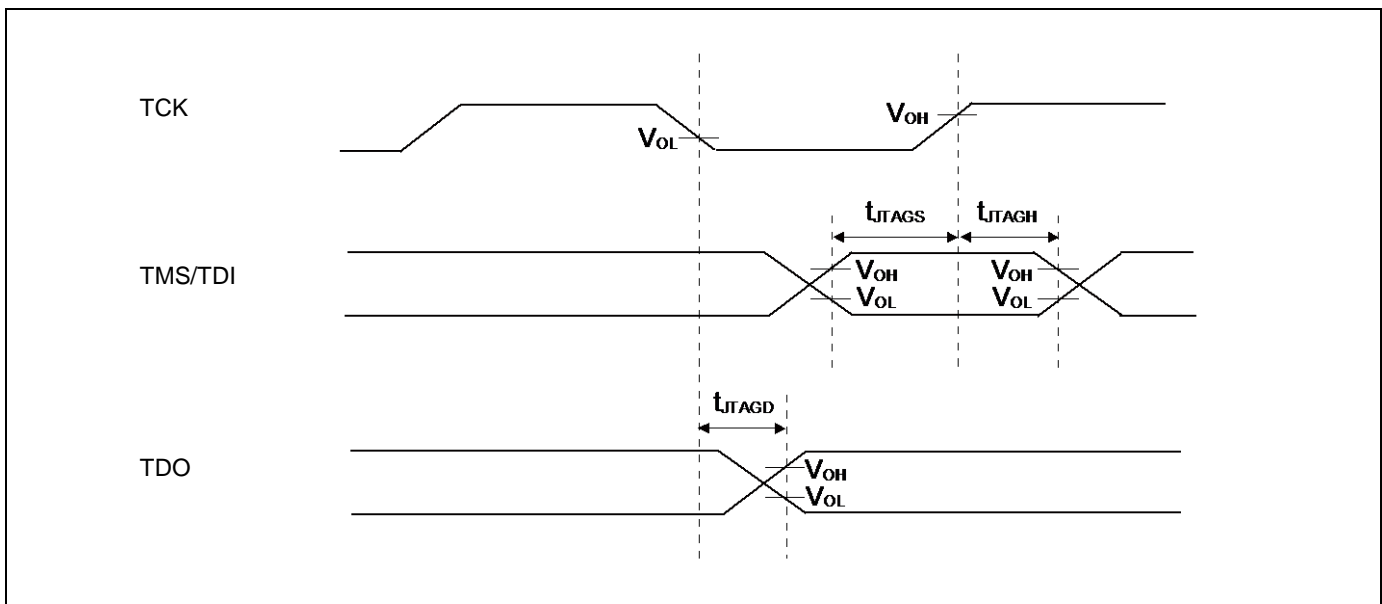 TCK
VOL
VOH
tJTAGS
tJTAGH
TMS/TDI
VOH
VOL
VOH
VOL
tJTAGD
TDO
VOH
VOL